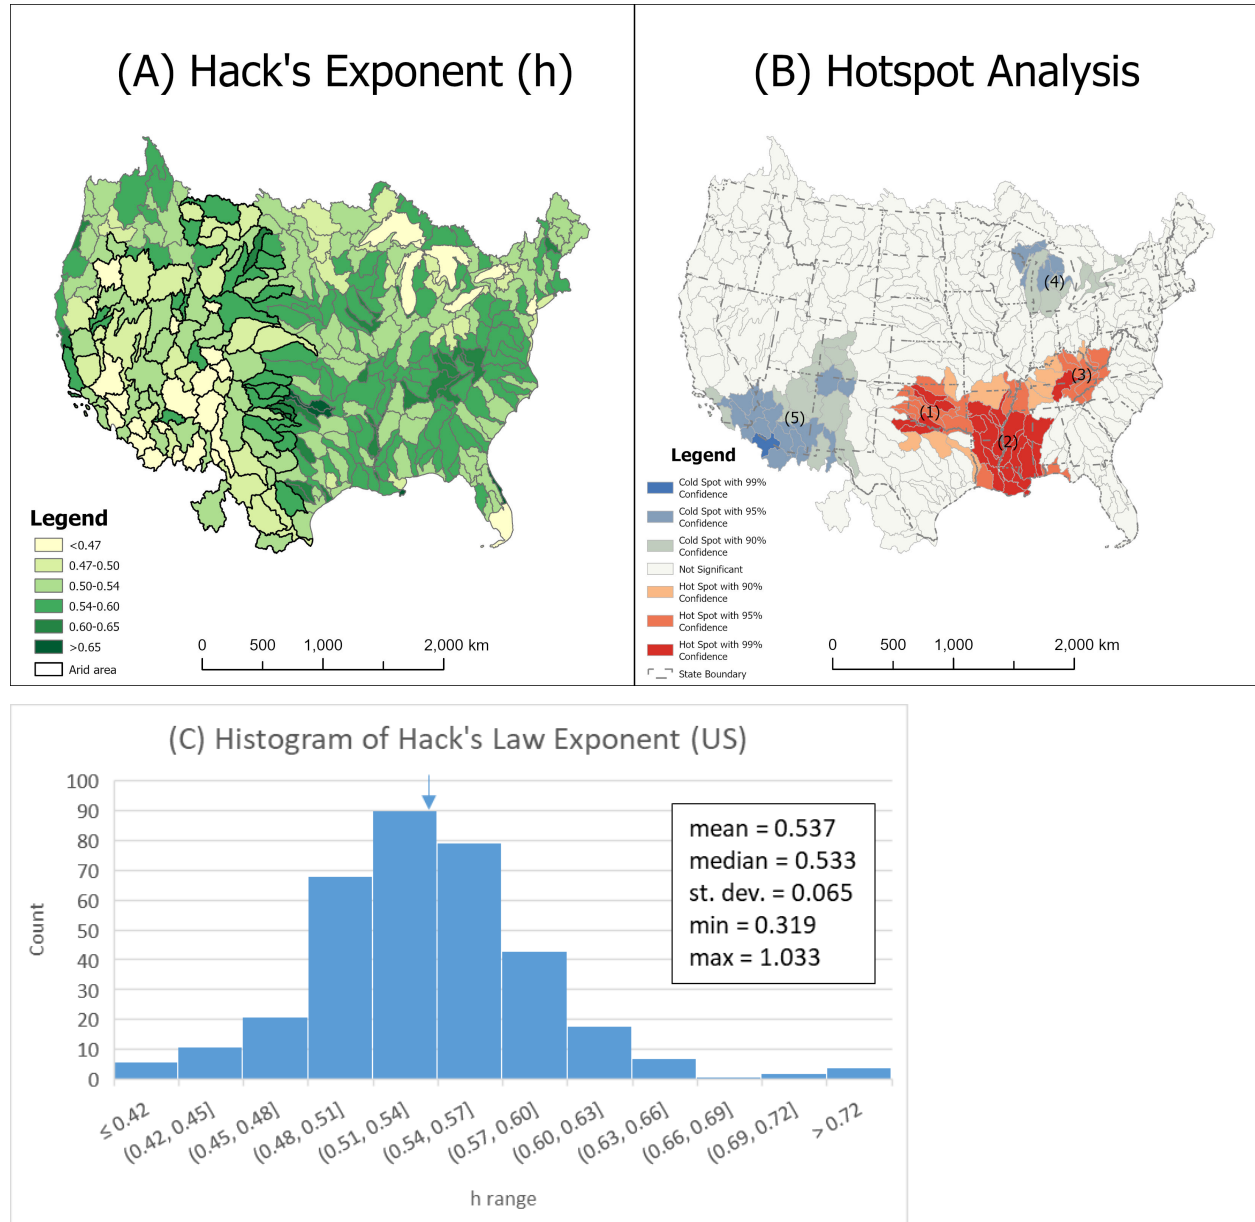 (A) Hack's Exponent (h)
Legend
<0.47
0.47-0.50
0.50-0.54
0.54-0.60
0.60-0.65
>0.65
Arid area
0 500 1,000 2,000 km
(B) Hotspot Analysis
(1)
(2)
(3)
(4)
(5)
Legend
Cold Spot with 99%
Confidence
Cold Spot with 95%
Confidence
Cold Spot with 90%
Confidence
Not Significant
Hot Spot with 90%
Confidence
Hot Spot with 95%
Confidence
Hot Spot with 99%
Confidence
State Boundary
0 500 1,000 2,000 km
(C) Histogram of Hack's Law Exponent (US)
100
90
80
70
60
50
40
30
20
10
0
Count
mean = 0.537
median = 0.533
st. dev. = 0.065
min = 0.319
max = 1.033
≤ 0.42
(0.42, 0.45]
(0.45, 0.48]
(0.48, 0.51]
(0.51, 0.54]
(0.54, 0.57]
(0.57, 0.60]
(0.60, 0.63]
(0.63, 0.66]
(0.66, 0.69]
(0.69, 0.72]
> 0.72
h range